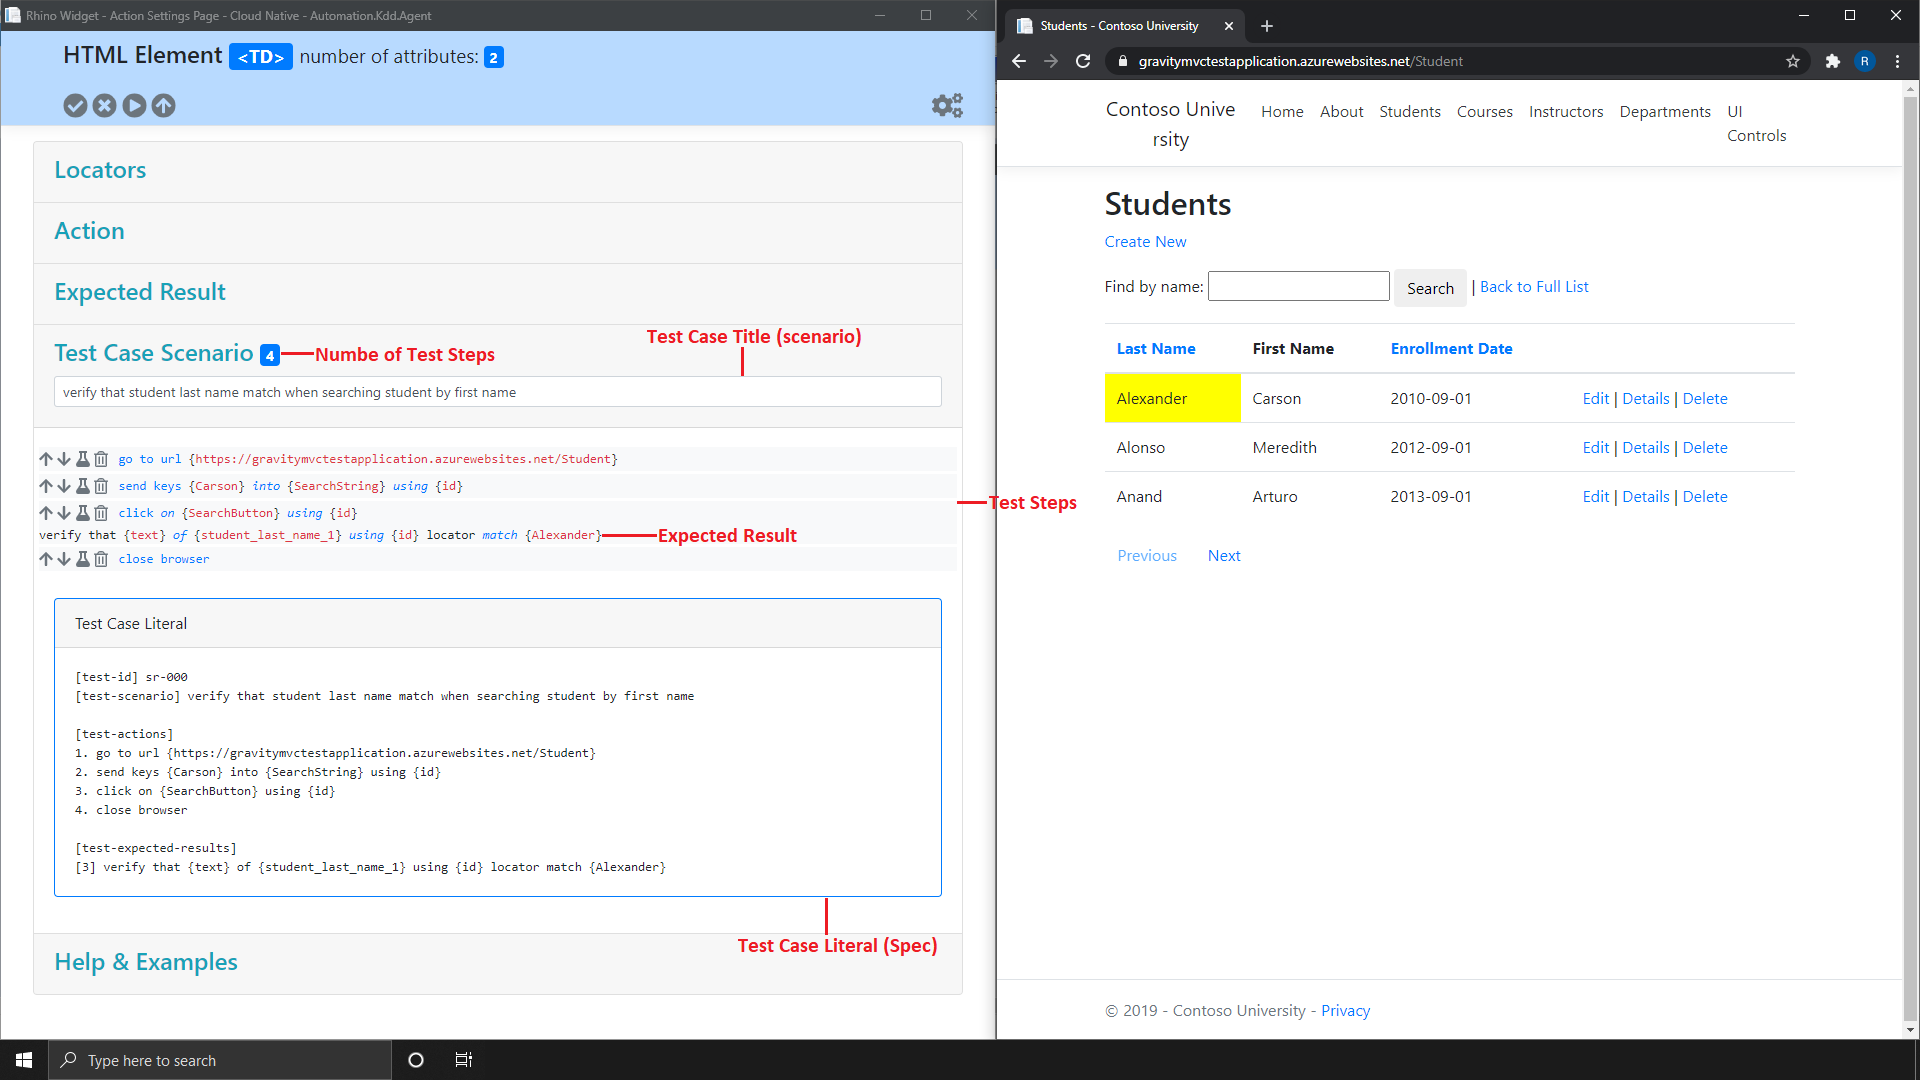 Rhino Widget - Action Settings Page - Cloud Native - Automation.Kdd.Agent
HTML Element <TD> number of attributes: 2
Locators
Action
Expected Result
Test Case Title (scenario)
Test Case Scenario 4 Numbe of Test Steps
verify that student last name match when searching student by first name
go to url {https://gravitymvctestapplication.azurewebsites.net/Student}
send keys {Carson} into {SearchString} using {id}
Test Steps
click on {SearchButton} using {id}
verify that {text} of {student_last_name_1} using {id} locator match {Alexander} Expected Result
close browser
Test Case Literal
[test-id] sr-000
[test-scenario] verify that student last name match when searching student by first name
[test-actions]
1. go to url {https://gravitymvctestapplication.azurewebsites.net/Student}
2. send keys {Carson} into {SearchString} using {id}
3. click on {SearchButton} using {id}
4. close browser
[test-expected-results]
[3] verify that {text} of {student_last_name_1} using {id} locator match {Alexander}
Test Case Literal (Spec)
Help & Examples
Students - Contoso University
gravitymvctestapplication.azurewebsites.net/Student
R
Contoso Unive
rsity
Home About Students Courses Instructors Departments UI
Controls
Students
Create New
Find by name: Search | Back to Full List
Last Name First Name Enrollment Date
Alexander Carson 2010-09-01 Edit | Details | Delete
Alonso Meredith 2012-09-01 Edit | Details | Delete
Anand Arturo 2013-09-01 Edit | Details | Delete
Previous Next
© 2019 - Contoso University - Privacy
Type here to search